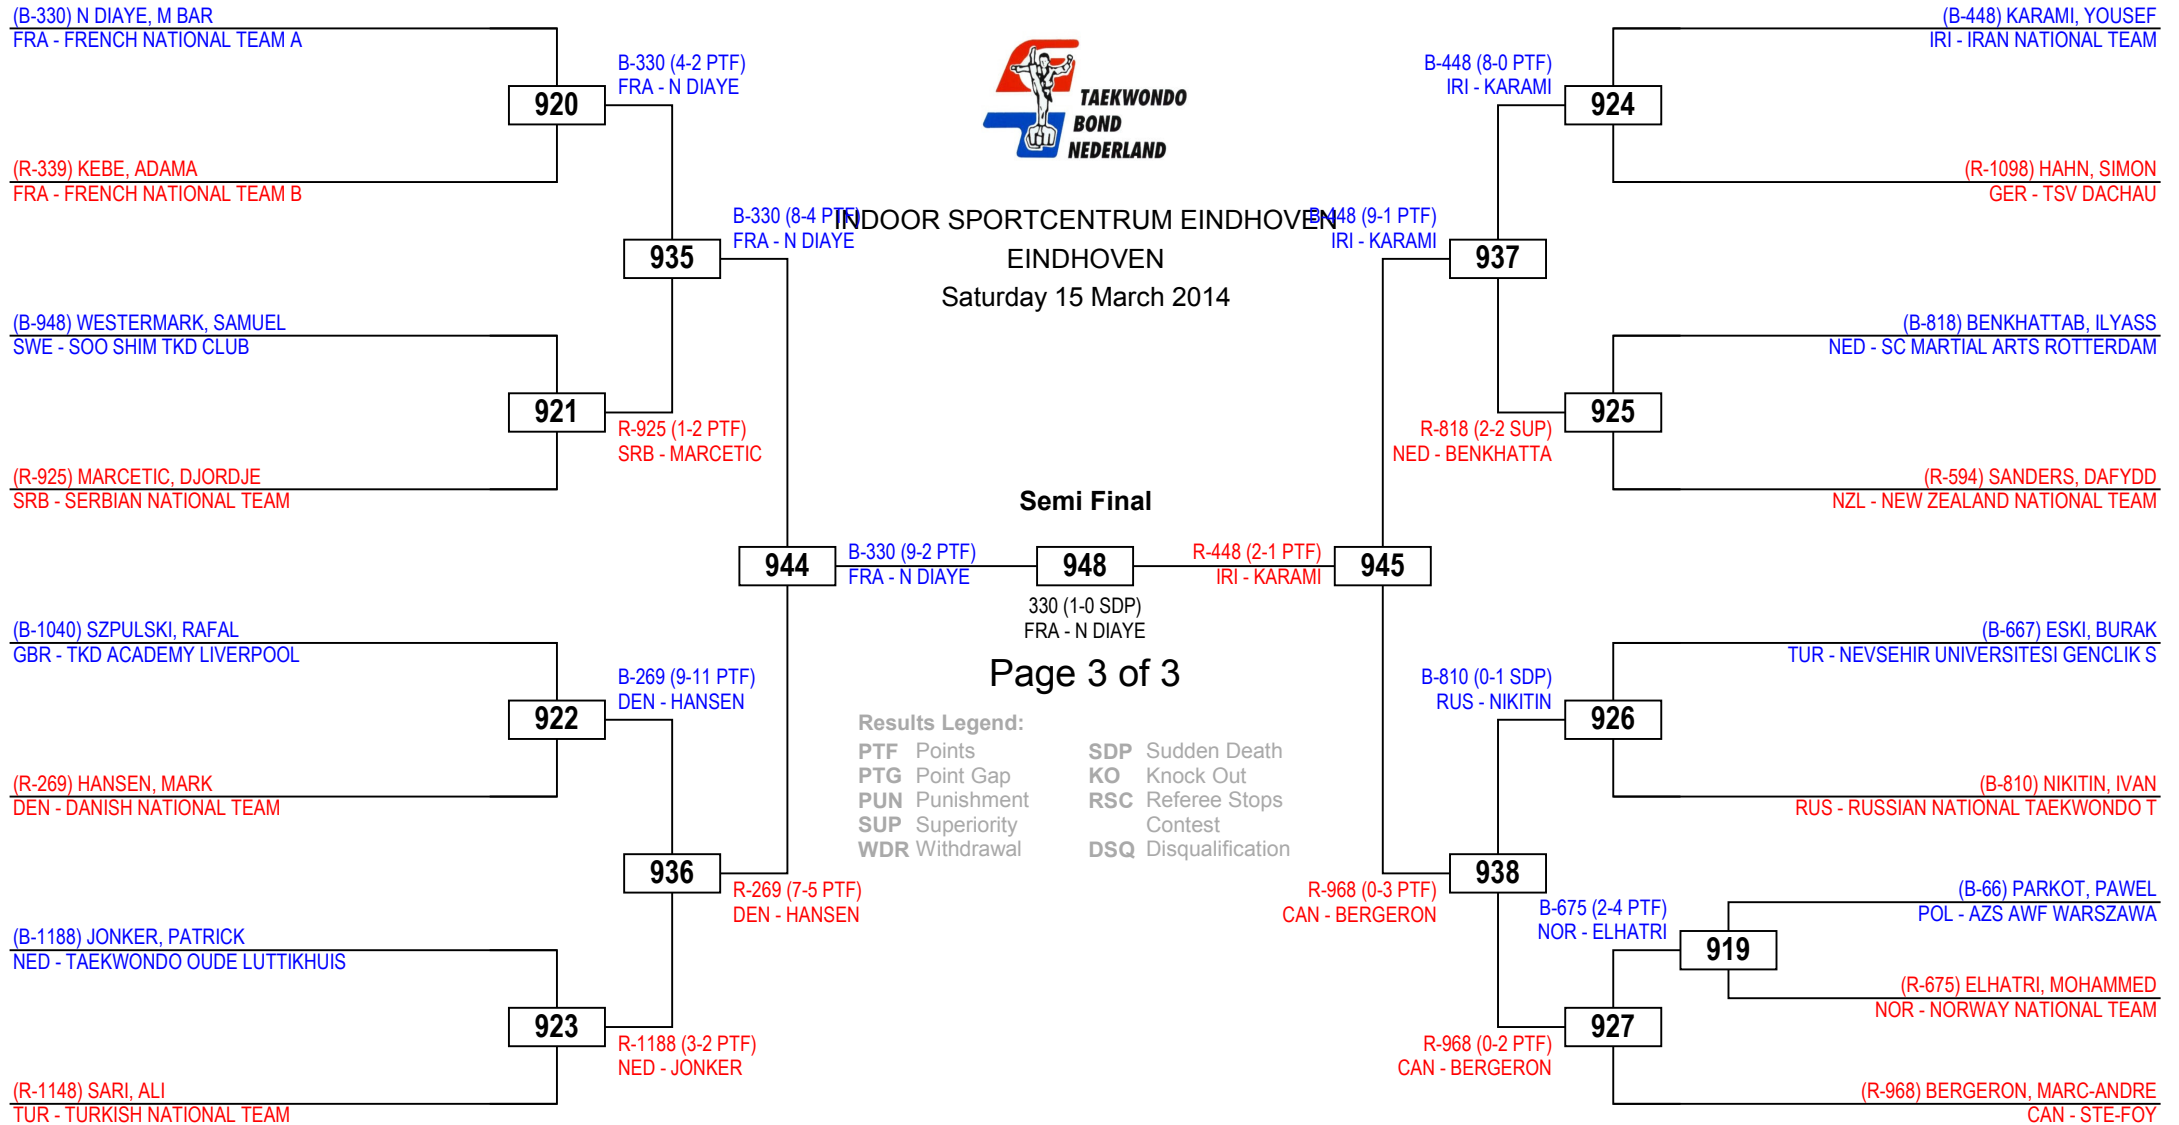 (B-330) N DIAYE, M BAR
FRA - FRENCH NATIONAL TEAM A
920
(R-339) KEBE, ADAMA
FRA - FRENCH NATIONAL TEAM B
B-330 (4-2 PTF)
FRA - N DIAYE
935
(B-948) WESTERMARK, SAMUEL
SWE - SOO SHIM TKD CLUB
921
(R-925) MARCETIC, DJORDJE
SRB - SERBIAN NATIONAL TEAM
R-925 (1-2 PTF)
SRB - MARCETIC
B-330 (8-4 PTF)
FRA - N DIAYE
944
(B-1040) SZPULSKI, RAFAL
GBR - TKD ACADEMY LIVERPOOL
922
(R-269) HANSEN, MARK
DEN - DANISH NATIONAL TEAM
B-269 (9-11 PTF)
DEN - HANSEN
936
(B-1188) JONKER, PATRICK
NED - TAEKWONDO OUDE LUTTIKHUIS
923
(R-1148) SARI, ALI
TUR - TURKISH NATIONAL TEAM
R-1188 (3-2 PTF)
NED - JONKER
R-269 (7-5 PTF)
DEN - HANSEN
TAEKWONDO
BOND
NEDERLAND
INDOOR SPORTCENTRUM EINDHOVEN
EINDHOVEN
Saturday 15 March 2014
Semi Final
B-330 (9-2 PTF)
FRA - N DIAYE
948
R-448 (2-1 PTF)
IRI - KARAMI
330 (1-0 SDP)
FRA - N DIAYE
Page 3 of 3
Results Legend:
PTF Points
PTG Point Gap
PUN Punishment
SUP Superiority
WDR Withdrawal
SDP Sudden Death
KO Knock Out
RSC Referee Stops
Contest
DSQ Disqualification
(B-448) KARAMI, YOUSEF
IRI - IRAN NATIONAL TEAM
B-448 (8-0 PTF)
IRI - KARAMI
924
(R-1098) HAHN, SIMON
GER - TSV DACHAU
B-448 (9-1 PTF)
IRI - KARAMI
937
(B-818) BENKHATTAB, ILYASS
NED - SC MARTIAL ARTS ROTTERDAM
925
R-818 (2-2 SUP)
NED - BENKHATTA
(R-594) SANDERS, DAFYDD
NZL - NEW ZEALAND NATIONAL TEAM
945
(B-667) ESKI, BURAK
TUR - NEVSEHIR UNIVERSITESI GENCLIK S
B-810 (0-1 SDP)
RUS - NIKITIN
926
(B-810) NIKITIN, IVAN
RUS - RUSSIAN NATIONAL TAEKWONDO T
938
R-968 (0-3 PTF)
CAN - BERGERON
(B-66) PARKOT, PAWEL
POL - AZS AWF WARSZAWA
B-675 (2-4 PTF)
NOR - ELHATRI
919
(R-675) ELHATRI, MOHAMMED
NOR - NORWAY NATIONAL TEAM
927
R-968 (0-2 PTF)
CAN - BERGERON
(R-968) BERGERON, MARC-ANDRE
CAN - STE-FOY